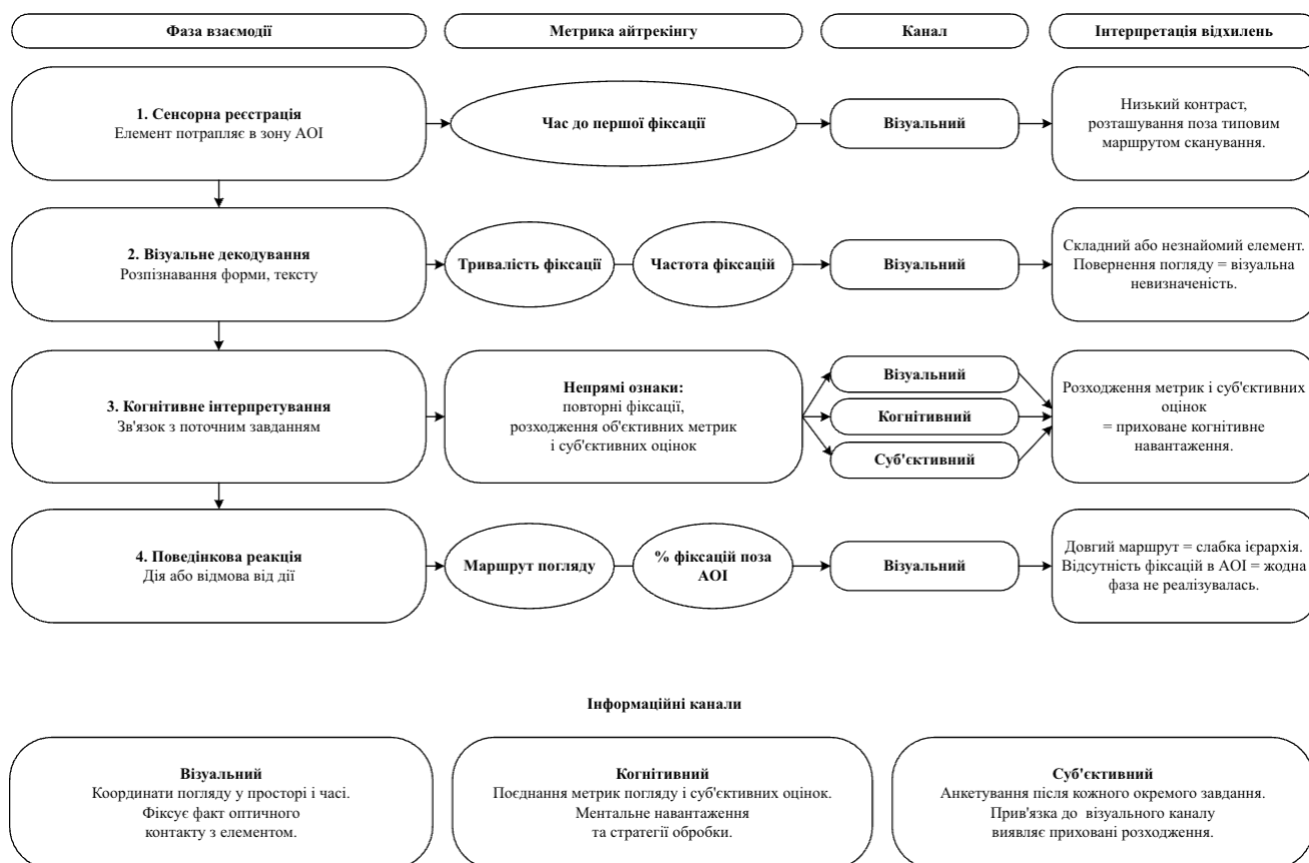 Фаза взаємодії
Метрика айтрекінгу
Канал
Інтерпретація відхилень
1. Сенсорна реєстрація
Елемент потрапляє в зону АОІ
Час до першої фіксації
Візуальний
Низький контраст,
розташування поза типовим
маршрутом сканування.
2. Візуальне декодування
Розпізнавання форми, тексту
Тривалість фіксації
Частота фіксацій
Візуальний
Складний або незнайомий елемент.
Повернення погляду = візуальна
невизначеність.
3. Когнітивне інтерпретування
Зв'язок з поточним завданням
Непрямі ознаки:
повторні фіксації,
розходження об'єктивних метрик
і суб'єктивних оцінок
Візуальний
Когнітивний
Суб'єктивний
Розходження метрик і суб'єктивних
оцінок
= приховане когнітивне
навантаження.
4. Поведінкова реакція
Дія або відмова від дії
Маршрут погляду
% фіксацій поза
АОІ
Візуальний
Довгий маршрут = слабка ієрархія.
Відсутність фіксацій в АОІ = жодна
фаза не реалізувалась.
Інформаційні канали
Візуальний
Координати погляду у просторі і часі.
Фіксує факт оптичного
контакту з елементом.
Когнітивний
Поєднання метрик погляду і суб'єктивних оцінок.
Ментальне навантаження
та стратегії обробки.
Суб'єктивний
Анкетування після кожного окремого завдання.
Прив'язка до візуального каналу
виявляє приховані розходження.